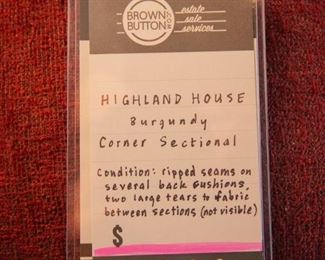 BROWN
BUTTON
.COM
estate
sale
services
HIGHLAND HOUSE
Burgundy
Corner Sectional
Condition: ripped seams on
several back cushions,
two large tears to fabric
between sections (not visible)
$